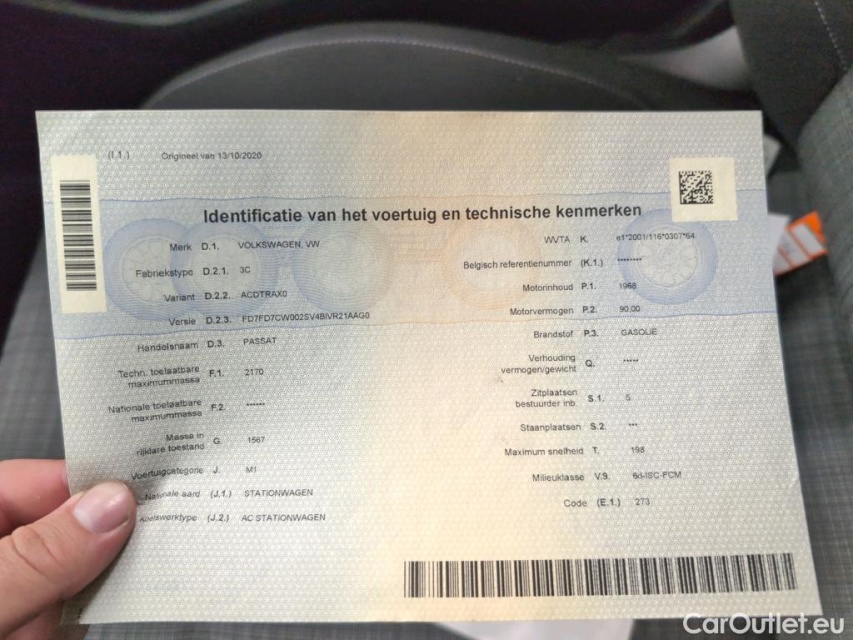 (I.1.) Origineel van 13/10/2020
Identificatie van het voertuig en technische kenmerken
Merk D.1. VOLKSWAGEN, VW
Fabriekstype D.2.1. 3C
Variant D.2.2. ACDTRAX0
Versie D.2.3. FD7FD7CW002SV4BIVR21AAG0
Handelsnaam D.3. PASSAT
Techn. toelaatbare
maximummassa F.1. 2170
Nationale toelaatbare
maximummassa F.2. ------
Massa in
rijklare toestand G. 1567
Voertuigcategorie J. M1
Nationale aard (J.1.) STATIONWAGEN
Koetswerktype (J.2.) AC STATIONWAGEN
WVTA K. e1*2001/116*0307*64
Belgisch referentienummer (K.1.) -------
Motorinhoud P.1. 1968
Motorvermogen P.2. 90.00
Brandstof P.3. GASOLIE
Verhouding
vermogen/gewicht Q. -----
Zitplaatsen
bestuurder inb. S.1. 5
Staanplaatsen S.2. ---
Maximum snelheid T. 198
Milieuklasse V.9. 6d-ISC-FCM
Code (E.1.) 273
CarOutlet.eu